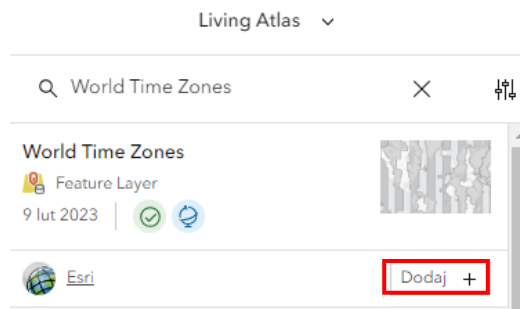 Living Atlas
World Time Zones
World Time Zones
Feature Layer
9 lut 2023
Esri
Dodaj +